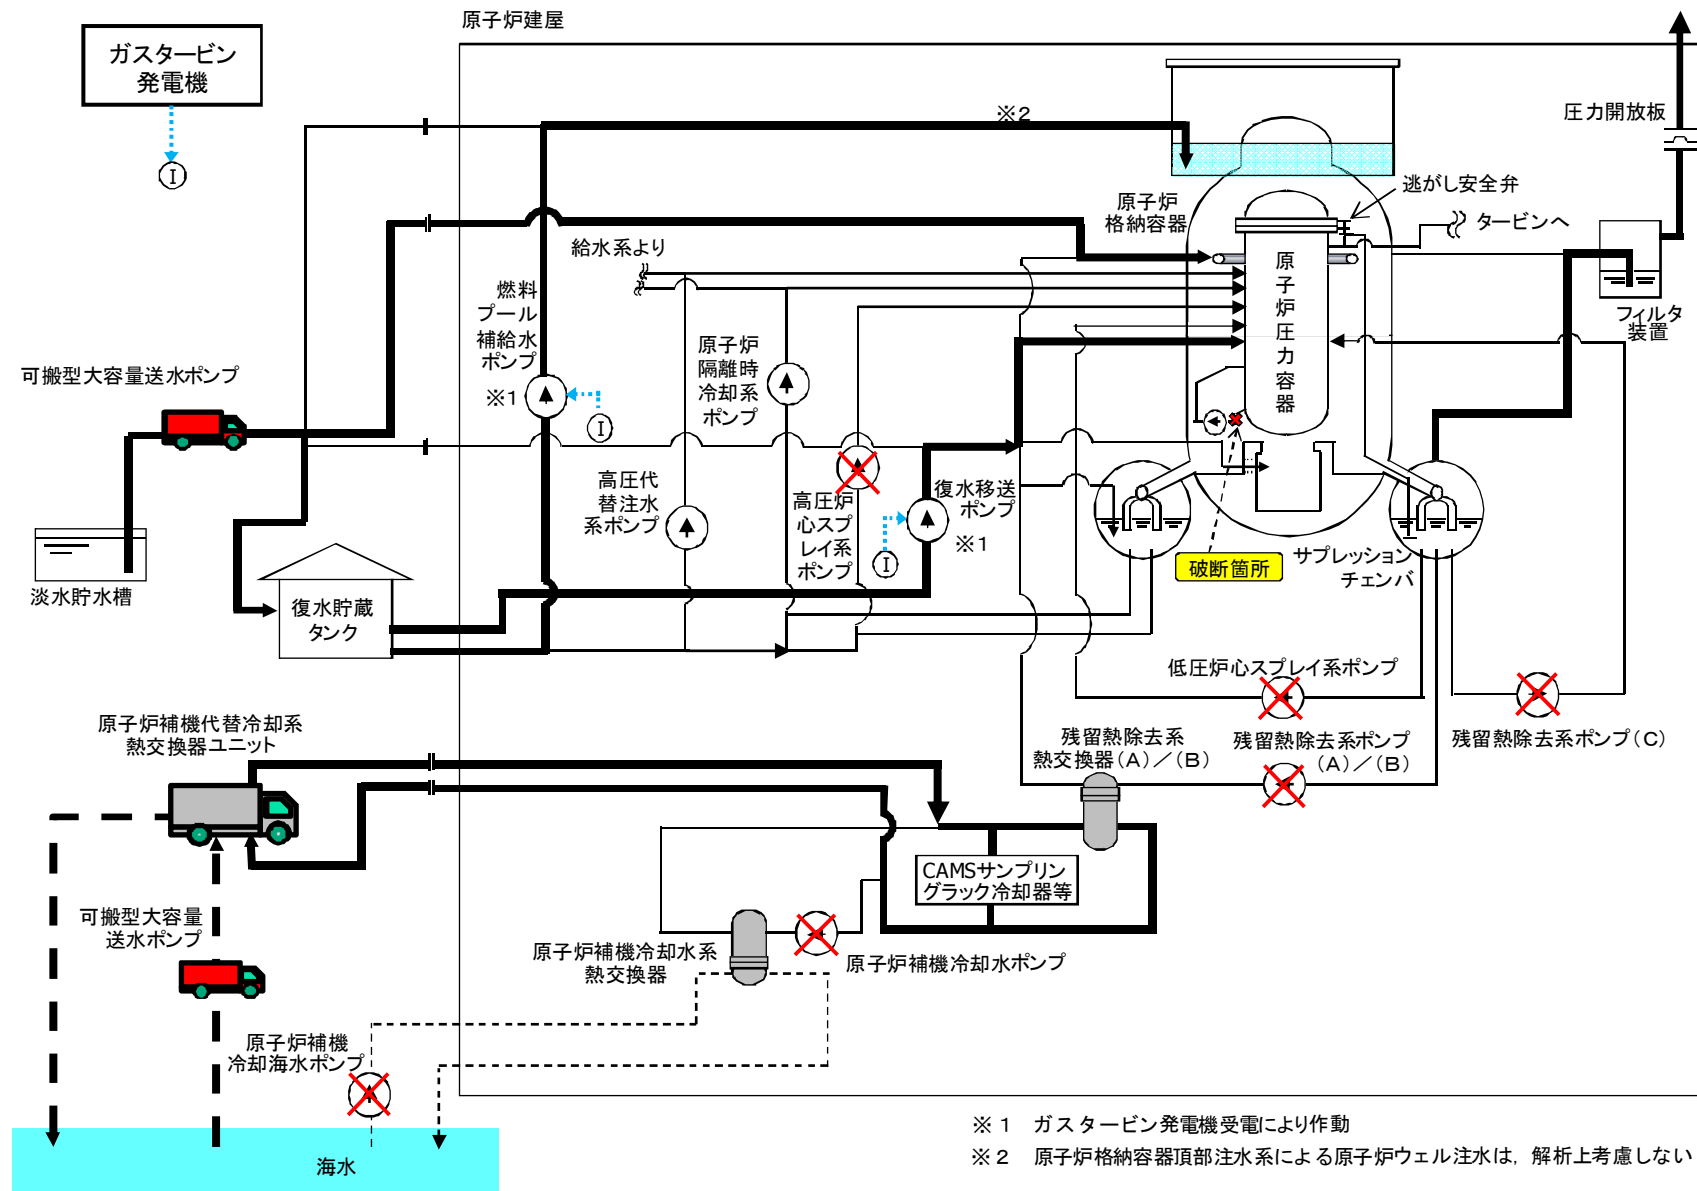 原子炉建屋
ガスタービン
発電機
I
※2
圧力開放板
逃がし安全弁
原子炉
格納容器
タービンへ
給水系より
原子炉圧力容器
燃料
プール
補給水
ポンプ
※1
I
原子炉
隔離時
冷却系
ポンプ
フィルタ
装置
可搬型大容量送水ポンプ
高圧代
替注水
系ポンプ
高圧炉
心スプ
レイ系
ポンプ
復水移送
ポンプ
※1
I
破断箇所
サプレッション
チェンバ
淡水貯水槽
復水貯蔵
タンク
低圧炉心スプレイ系ポンプ
原子炉補機代替冷却系
熱交換器ユニット
残留熱除去系
熱交換器(A)/(B)
残留熱除去系ポンプ
(A)/(B)
残留熱除去系ポンプ(C)
CAMSサンプリン
グラック冷却器等
可搬型大容量
送水ポンプ
原子炉補機冷却水系
熱交換器
原子炉補機冷却水ポンプ
原子炉補機
冷却海水ポンプ
海水
※1 ガスタービン発電機受電により作動
※2 原子炉格納容器頂部注水系による原子炉ウェル注水は，解析上考慮しない